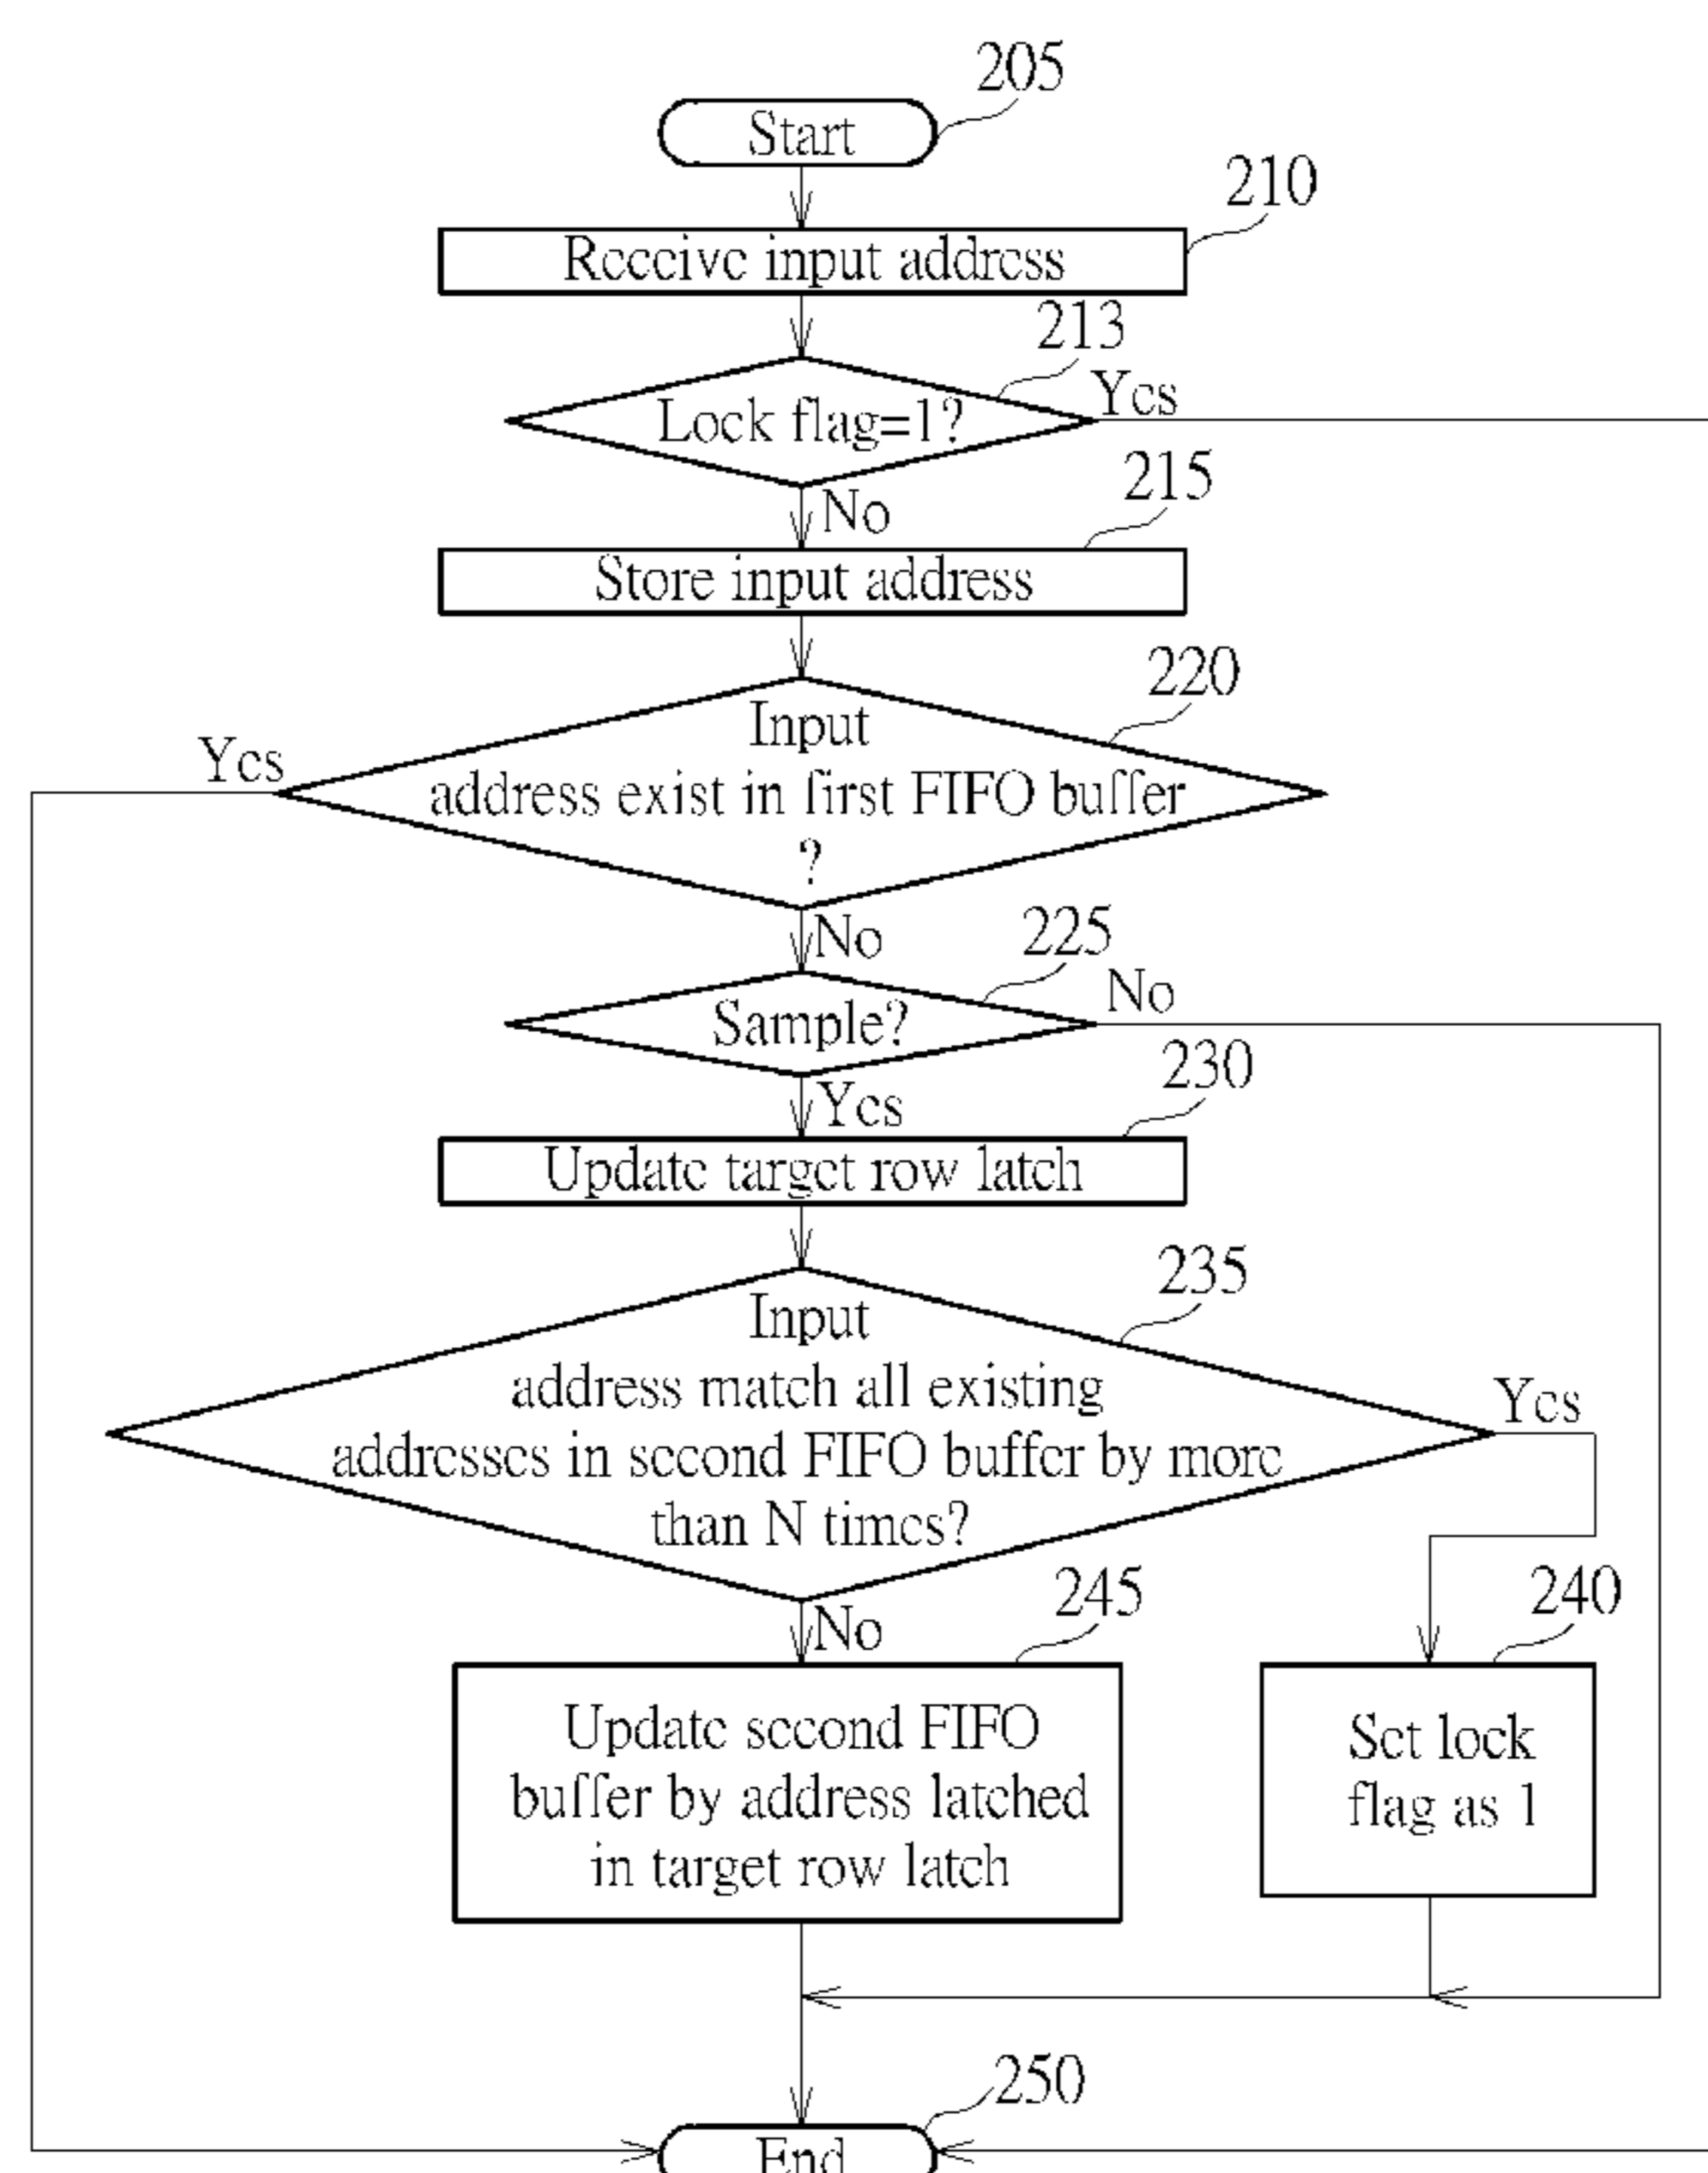 205
Start
210
Receive input address
213
Lock flag=1?
Yes
No
215
Store input address
220
Input
address exist in first FIFO buffer
?
Yes
No
225
Sample?
No
Yes
230
Update target row latch
235
Input
address match all existing
addresses in second FIFO buffer by more
than N times?
Yes
No
245
240
Update second FIFO
buffer by address latched
in target row latch
Set lock
flag as 1
250
End